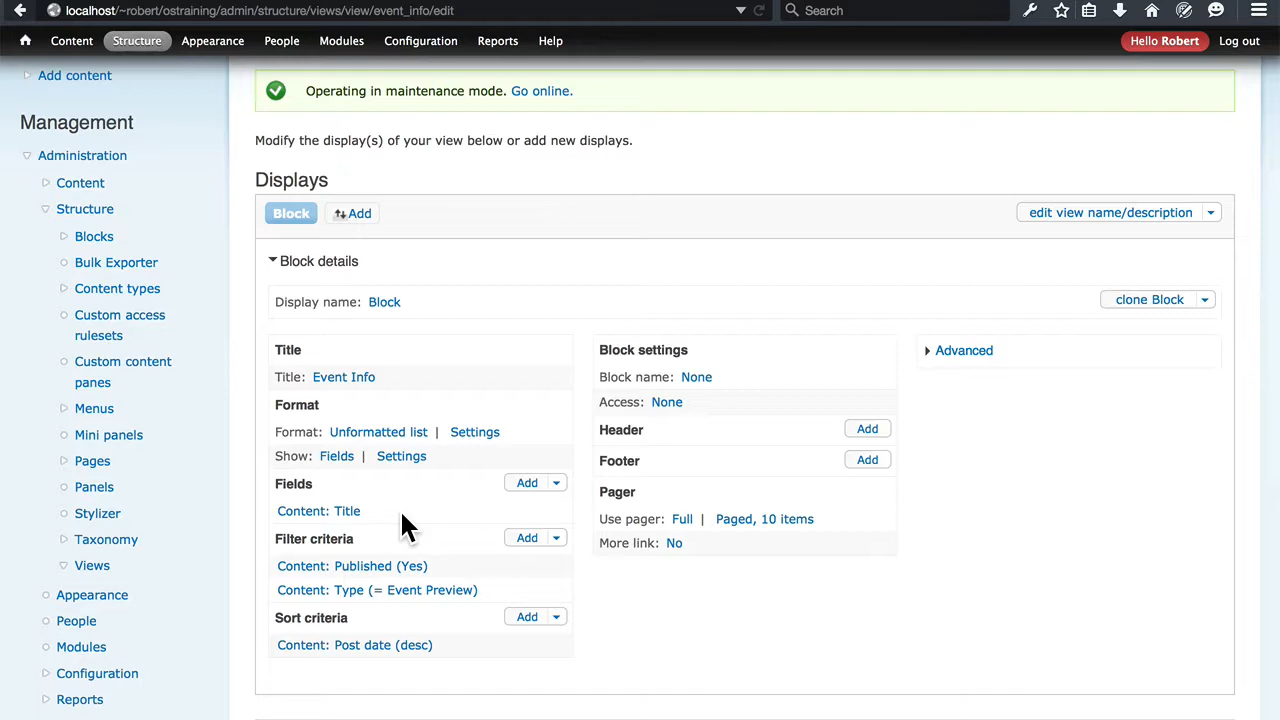 localhost/~robert/ostraining/admin/structure/views/view/event_info/edit
Search
Content Structure Appearance People Modules Configuration Reports Help Hello Robert Log out
Add content
Management
Administration
Content
Structure
Blocks
Bulk Exporter
Content types
Custom access
rulesets
Custom content
panes
Menus
Mini panels
Pages
Panels
Stylizer
Taxonomy
Views
Appearance
People
Modules
Configuration
Reports
Operating in maintenance mode. Go online.
Modify the display(s) of your view below or add new displays.
Displays
Block Add edit view name/description
Block details
Display name: Block clone Block
Title
Title: Event Info
Format
Format: Unformatted list | Settings
Show: Fields | Settings
Fields Add
Content: Title
Filter criteria Add
Content: Published (Yes)
Content: Type (= Event Preview)
Sort criteria Add
Content: Post date (desc)
Block settings
Block name: None
Access: None
Header Add
Footer Add
Pager
Use pager: Full | Paged, 10 items
More link: No
Advanced